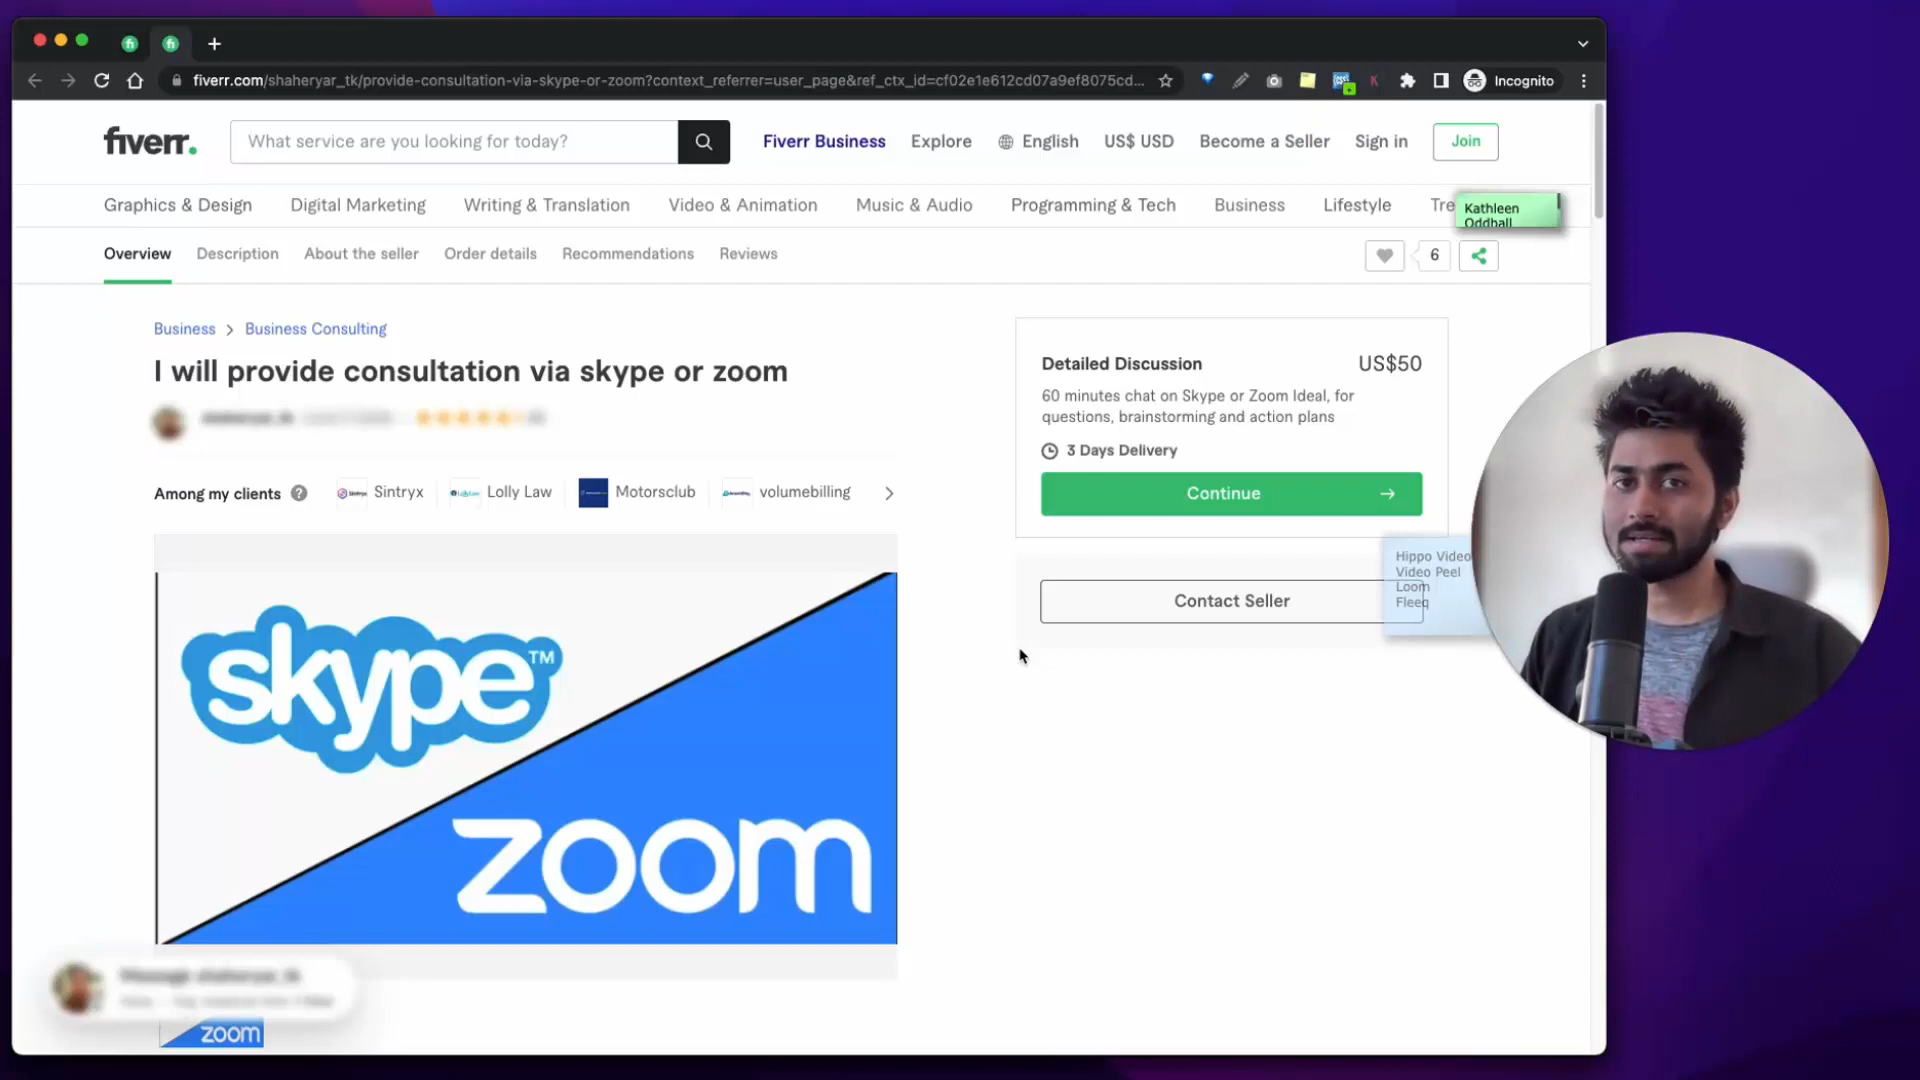 fiverr.com/shaheryar_tk/provide-consultation-via-skype-or-zoom?context_referrer=user_page&ref_ctx_id=cf02e1e612cd07a9ef8075cd...
Incognito
fiverr.
What service are you looking for today?
Fiverr Business
Explore
English
US$ USD
Become a Seller
Sign in
Join
Graphics & Design
Digital Marketing
Writing & Translation
Video & Animation
Music & Audio
Programming & Tech
Business
Lifestyle
Tre
Kathleen
Oddball
Overview
Description
About the seller
Order details
Recommendations
Reviews
6
Business > Business Consulting
I will provide consultation via skype or zoom
Among my clients
Sintryx
Lolly Law
Motorsclub
volumebilling
Detailed Discussion
US$50
60 minutes chat on Skype or Zoom Ideal, for
questions, brainstorming and action plans
3 Days Delivery
Continue
Contact Seller
Hippo Video
Video Peel
Loom
Fleeq
skype™
zoom
zoom